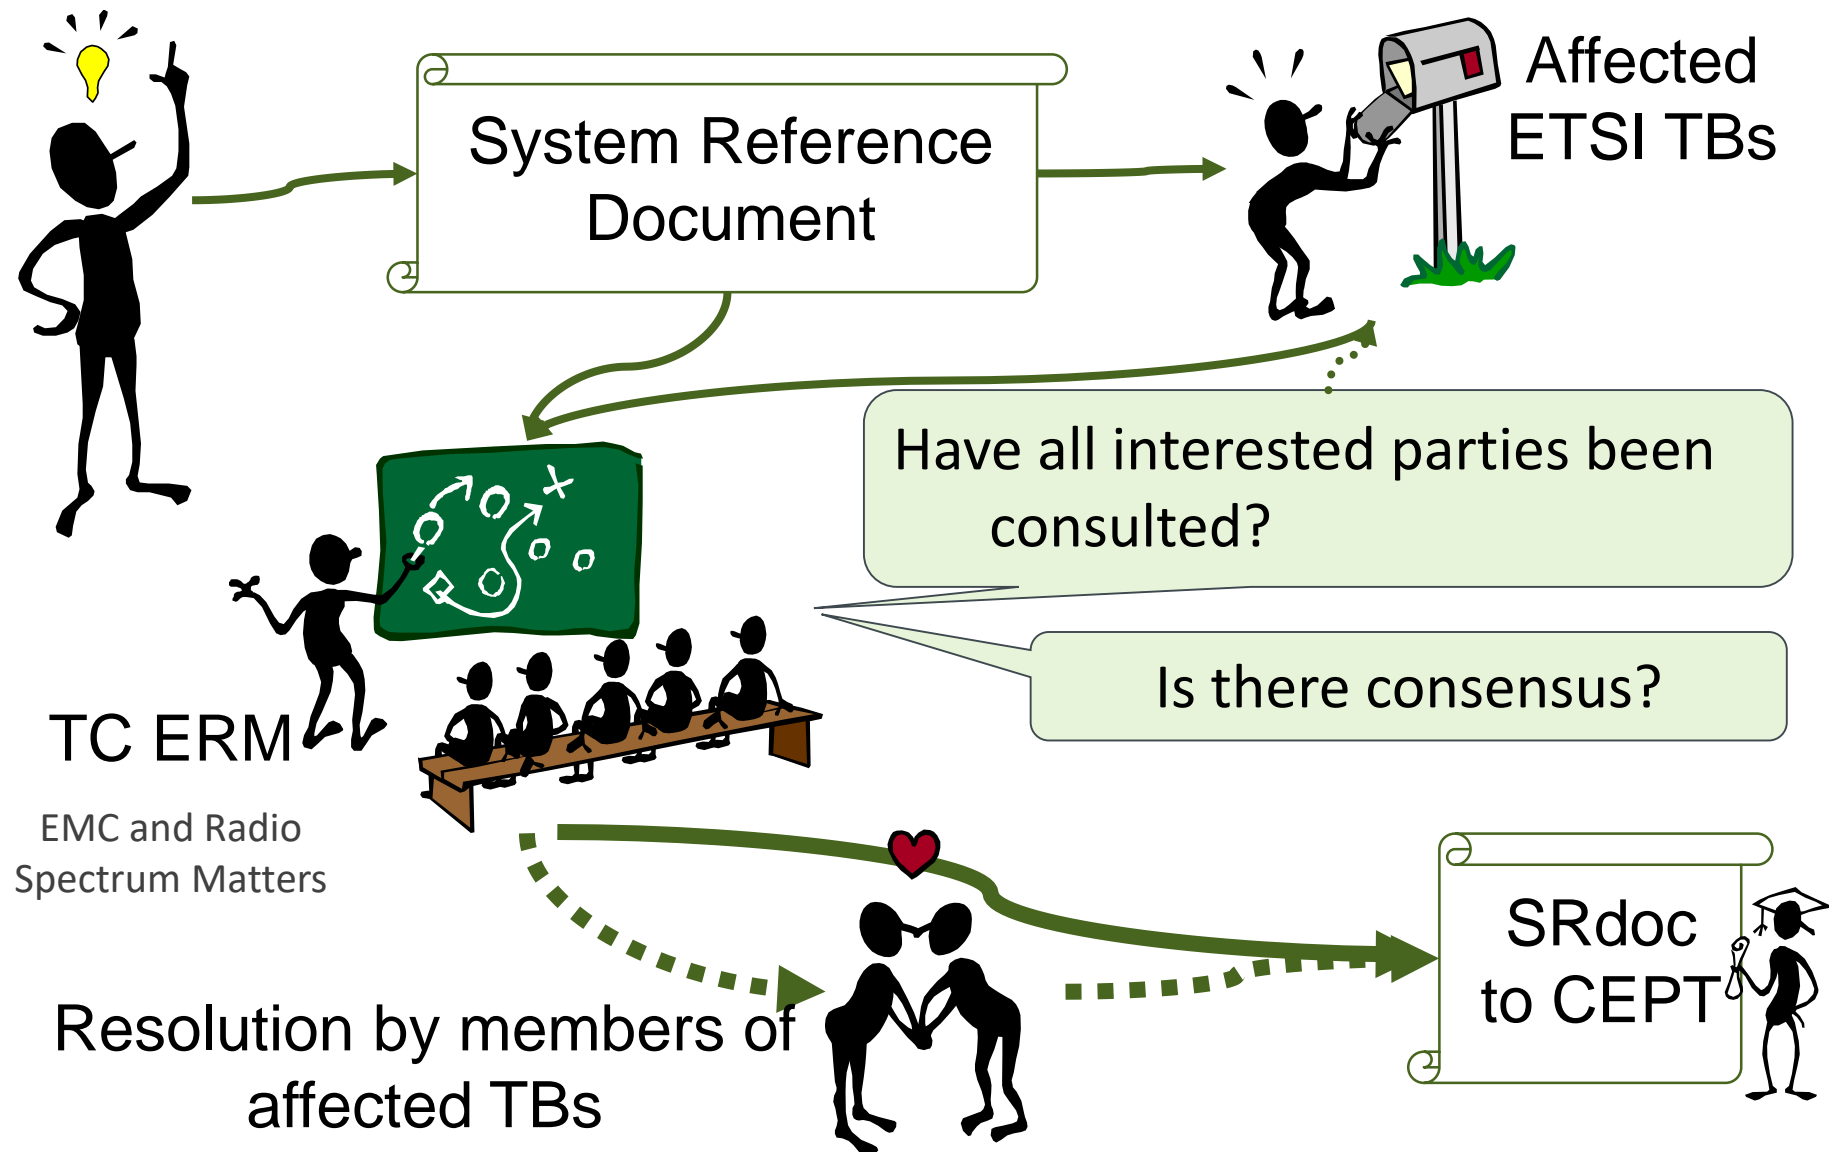 System Reference
Document
Affected
ETSI TBs
Have all interested parties been
consulted?
Is there consensus?
TC ERM
EMC and Radio
Spectrum Matters
SRdoc
to CEPT
Resolution by members of
affected TBs